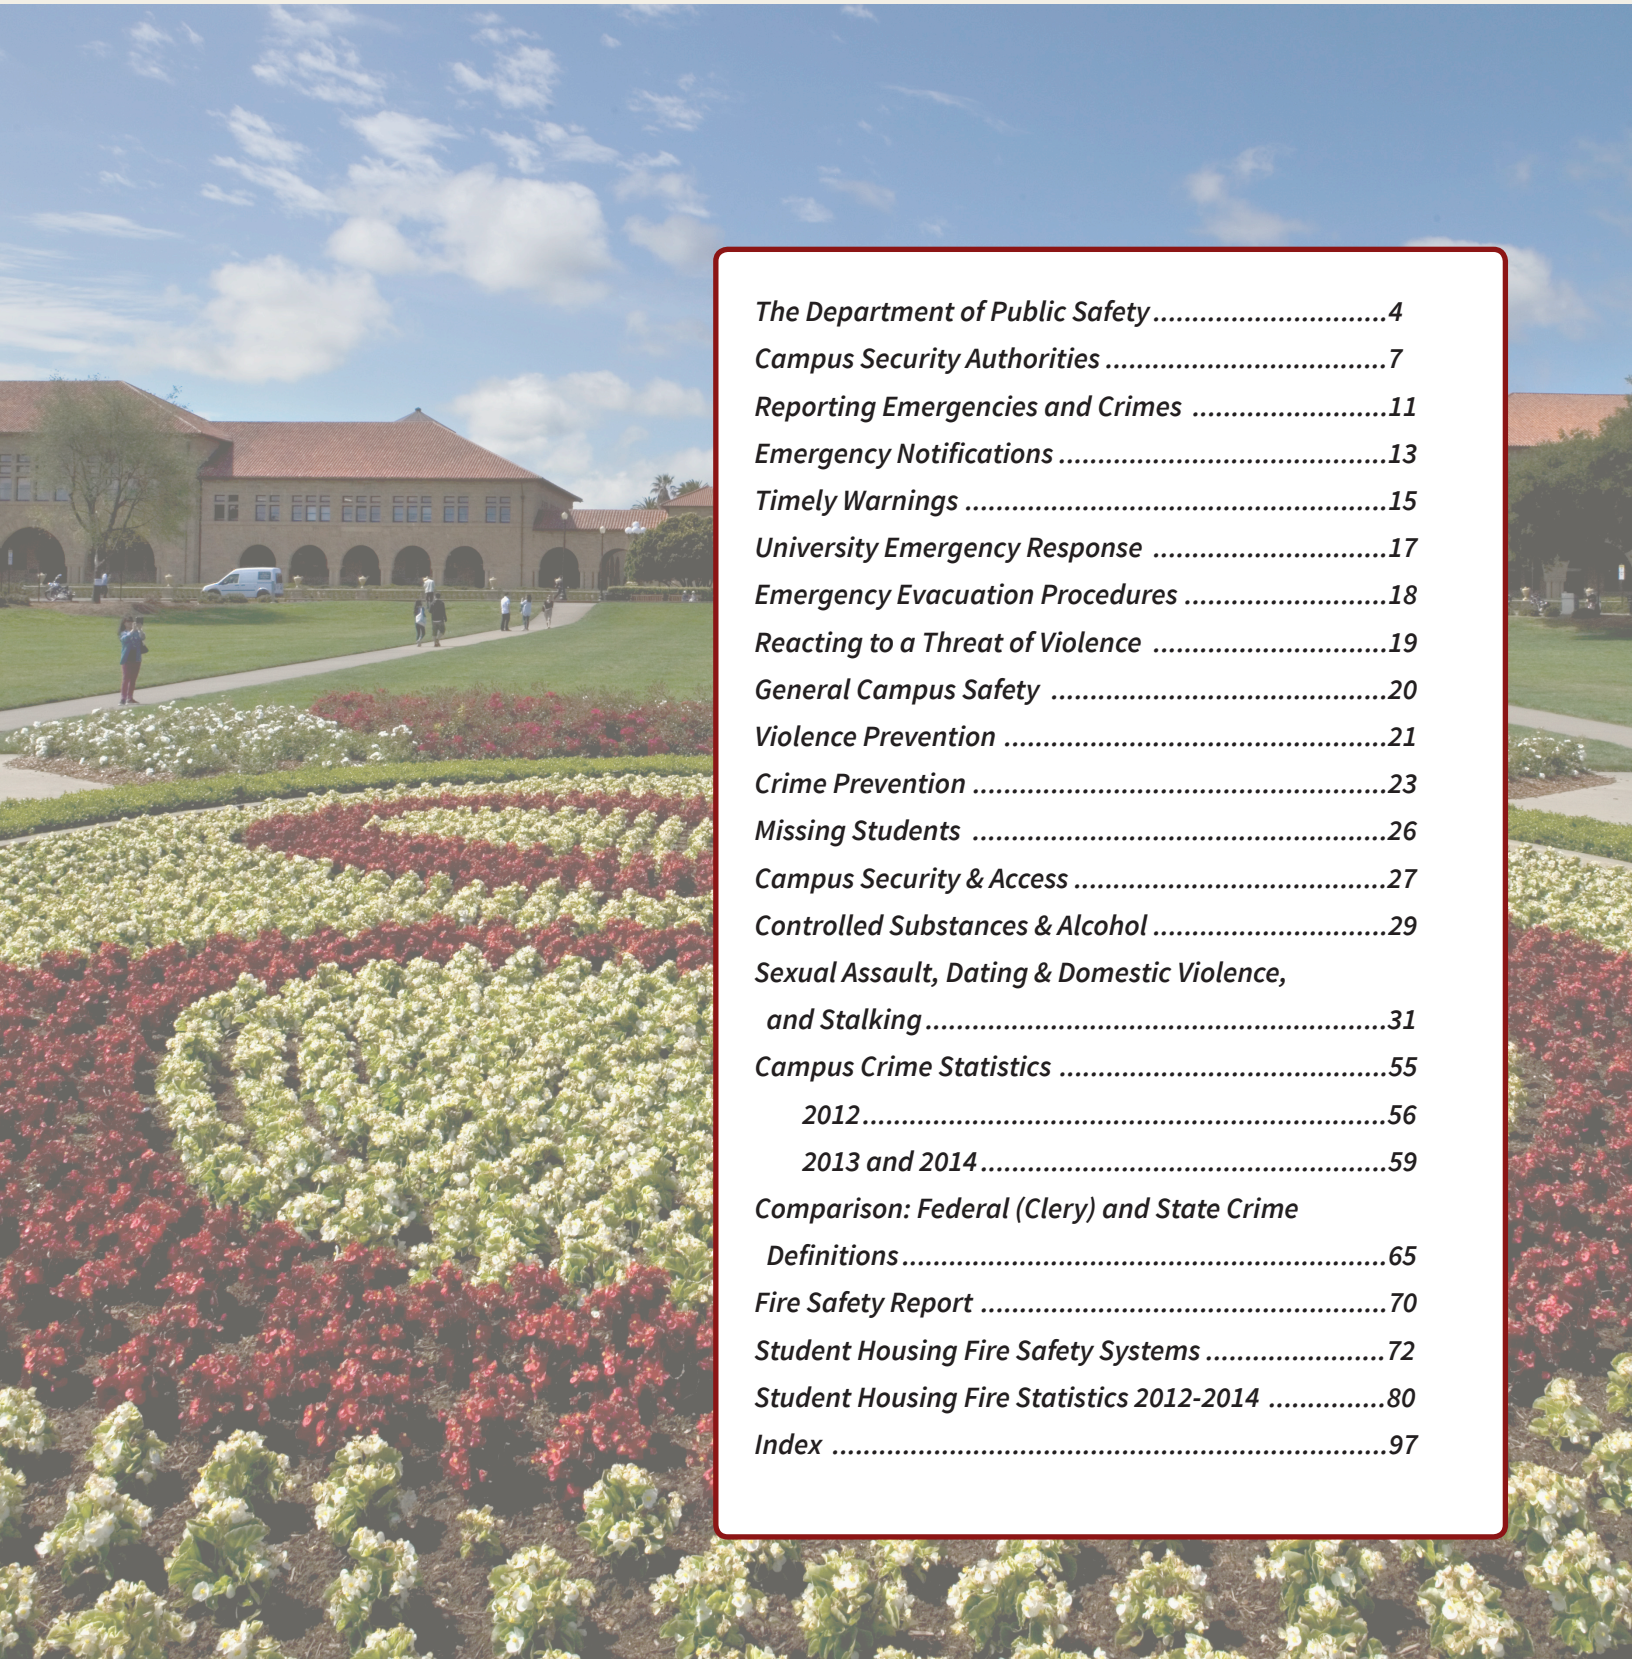 The Department of Public Safety..............................4
Campus Security Authorities ....................................7
Reporting Emergencies and Crimes .........................11
Emergency Notifications ..........................................13
Timely Warnings ......................................................15
University Emergency Response ..............................17
Emergency Evacuation Procedures ..........................18
Reacting to a Threat of Violence ..............................19
General Campus Safety ...........................................20
Violence Prevention .................................................21
Crime Prevention .....................................................23
Missing Students .....................................................26
Campus Security & Access ........................................27
Controlled Substances & Alcohol ..............................29
Sexual Assault, Dating & Domestic Violence,
and Stalking...........................................................31
Campus Crime Statistics ..........................................55
2012...................................................................56
2013 and 2014....................................................59
Comparison: Federal (Clery) and State Crime
Definitions..............................................................65
Fire Safety Report ....................................................70
Student Housing Fire Safety Systems .......................72
Student Housing Fire Statistics 2012-2014 ...............80
Index .......................................................................97